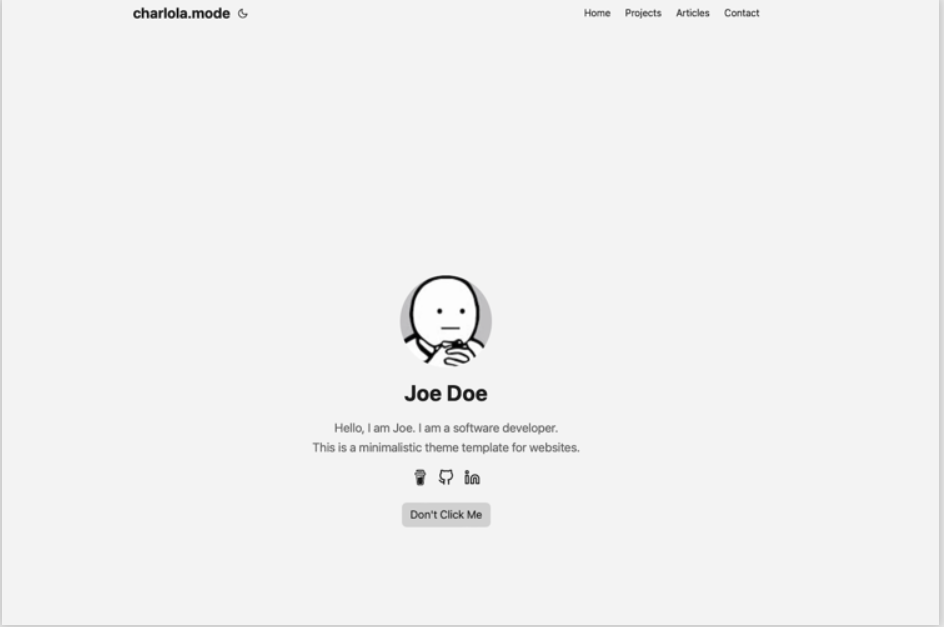 charlola.mode
Home Projects Articles Contact
Joe Doe
Hello, I am Joe. I am a software developer.
This is a minimalistic theme template for websites.
Don't Click Me